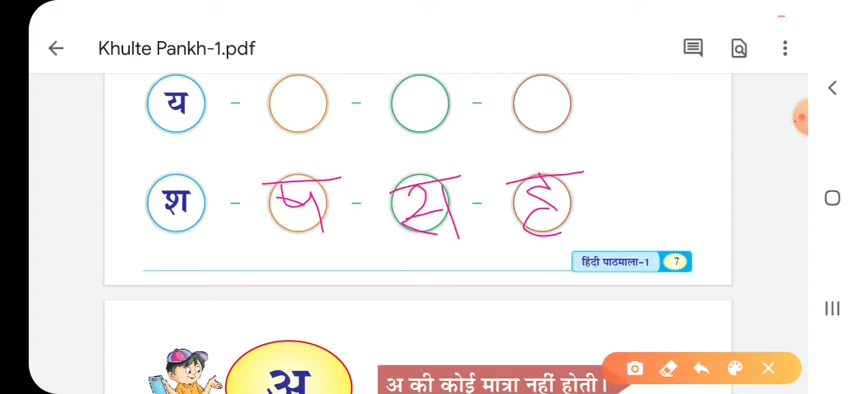 Khulte Pankh-1.pdf
य - - -
श - ष - श - ह
हिंदी पाठमाला-1 7
अ
अ की कोई मात्रा नहीं होती।